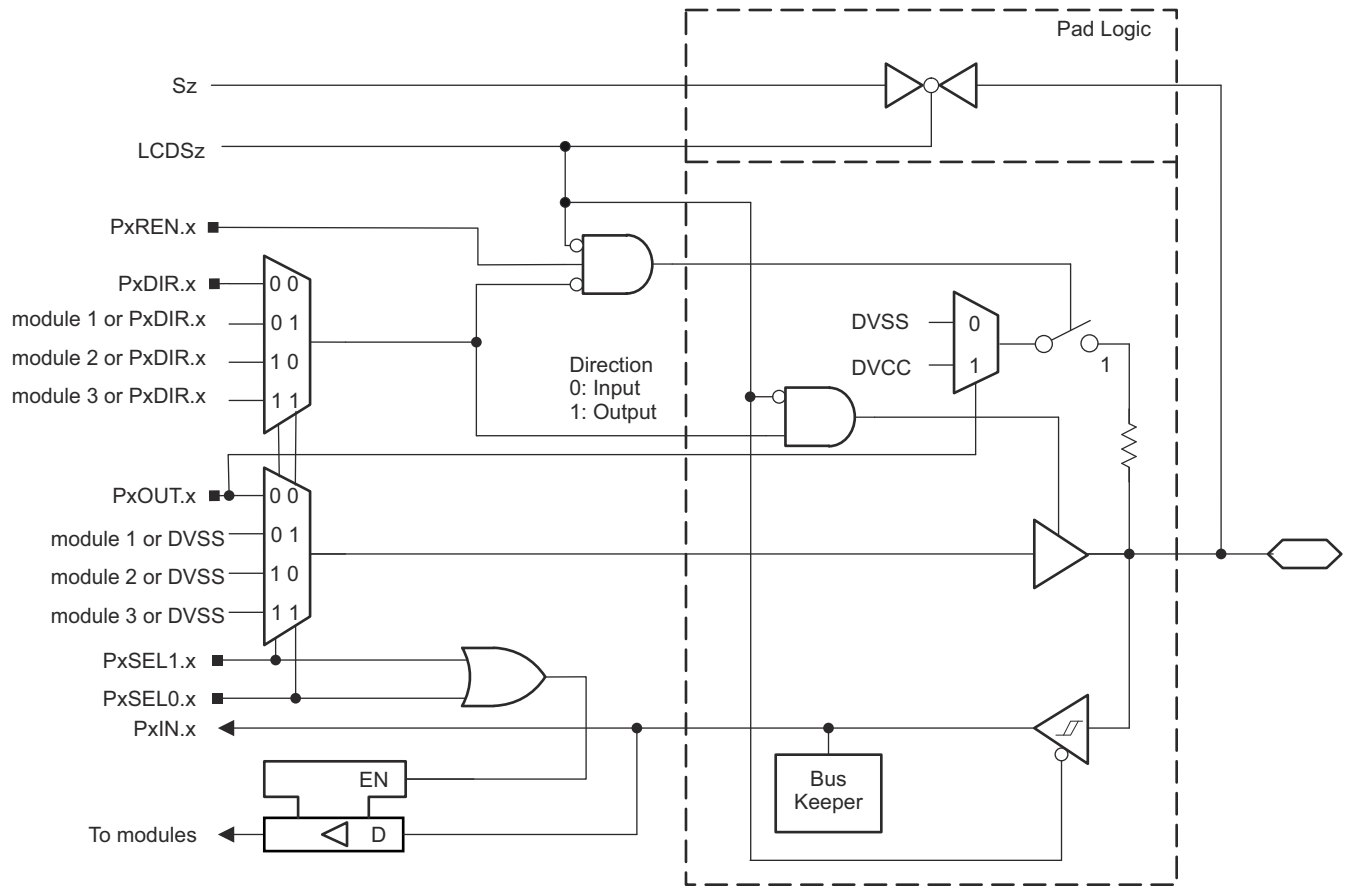 Pad Logic
Sz
LCDSz
PxREN.x
PxDIR.x
0 0
module 1 or PxDIR.x
0 1
module 2 or PxDIR.x
1 0
module 3 or PxDIR.x
1 1
Direction
0: Input
1: Output
DVSS
0
DVCC
1
1
PxOUT.x
0 0
module 1 or DVSS
0 1
module 2 or DVSS
1 0
module 3 or DVSS
1 1
PxSEL1.x
PxSEL0.x
PxIN.x
EN
Bus
Keeper
To modules
D